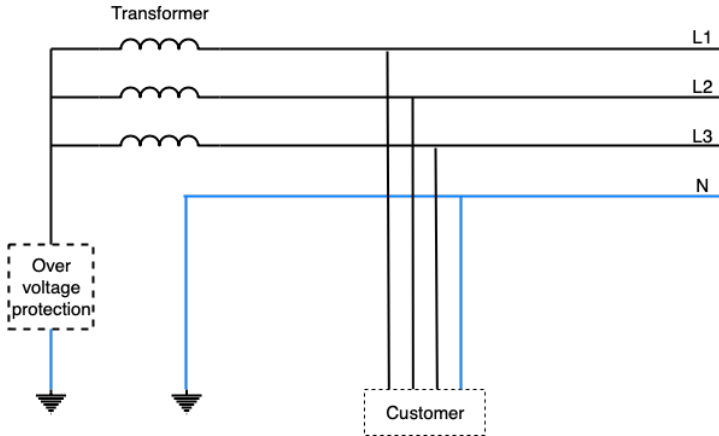 Transformer
L1
L2
L3
N
Over
voltage
protection
Customer